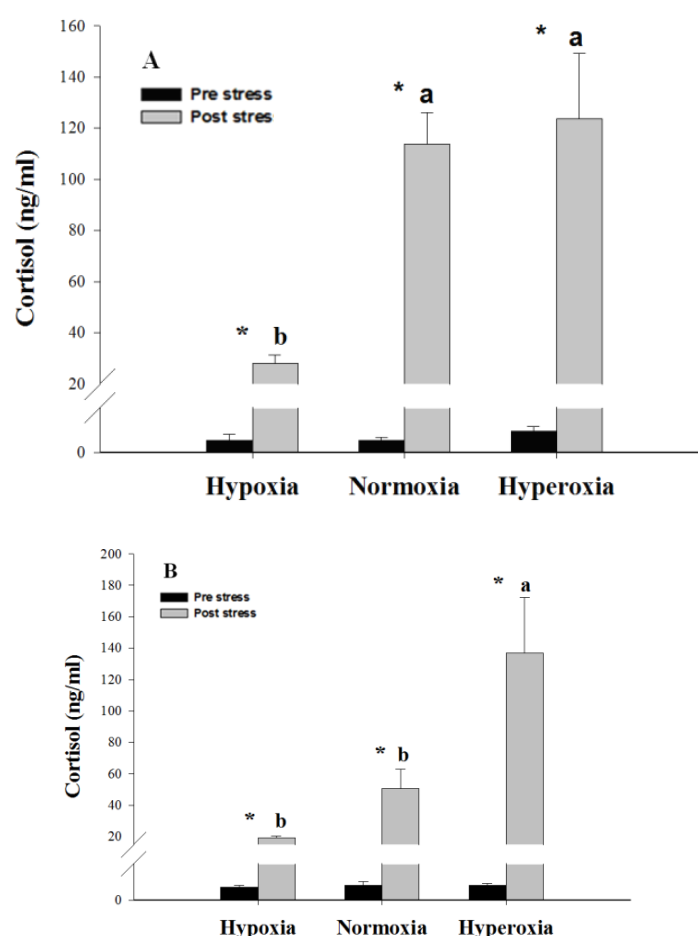 160
A
* a
Pre stress
Post stres
140
* a
120
100
80
60
* b
40
20
0
Cortisol (ng/ml)
Hypoxia Normoxia Hyperoxia
200
B
* a
180
Pre stress
Post stress
160
140
120
100
80
* b
60
40
* b
20
0
Cortisol (ng/ml)
Hypoxia Normoxia Hyperoxia